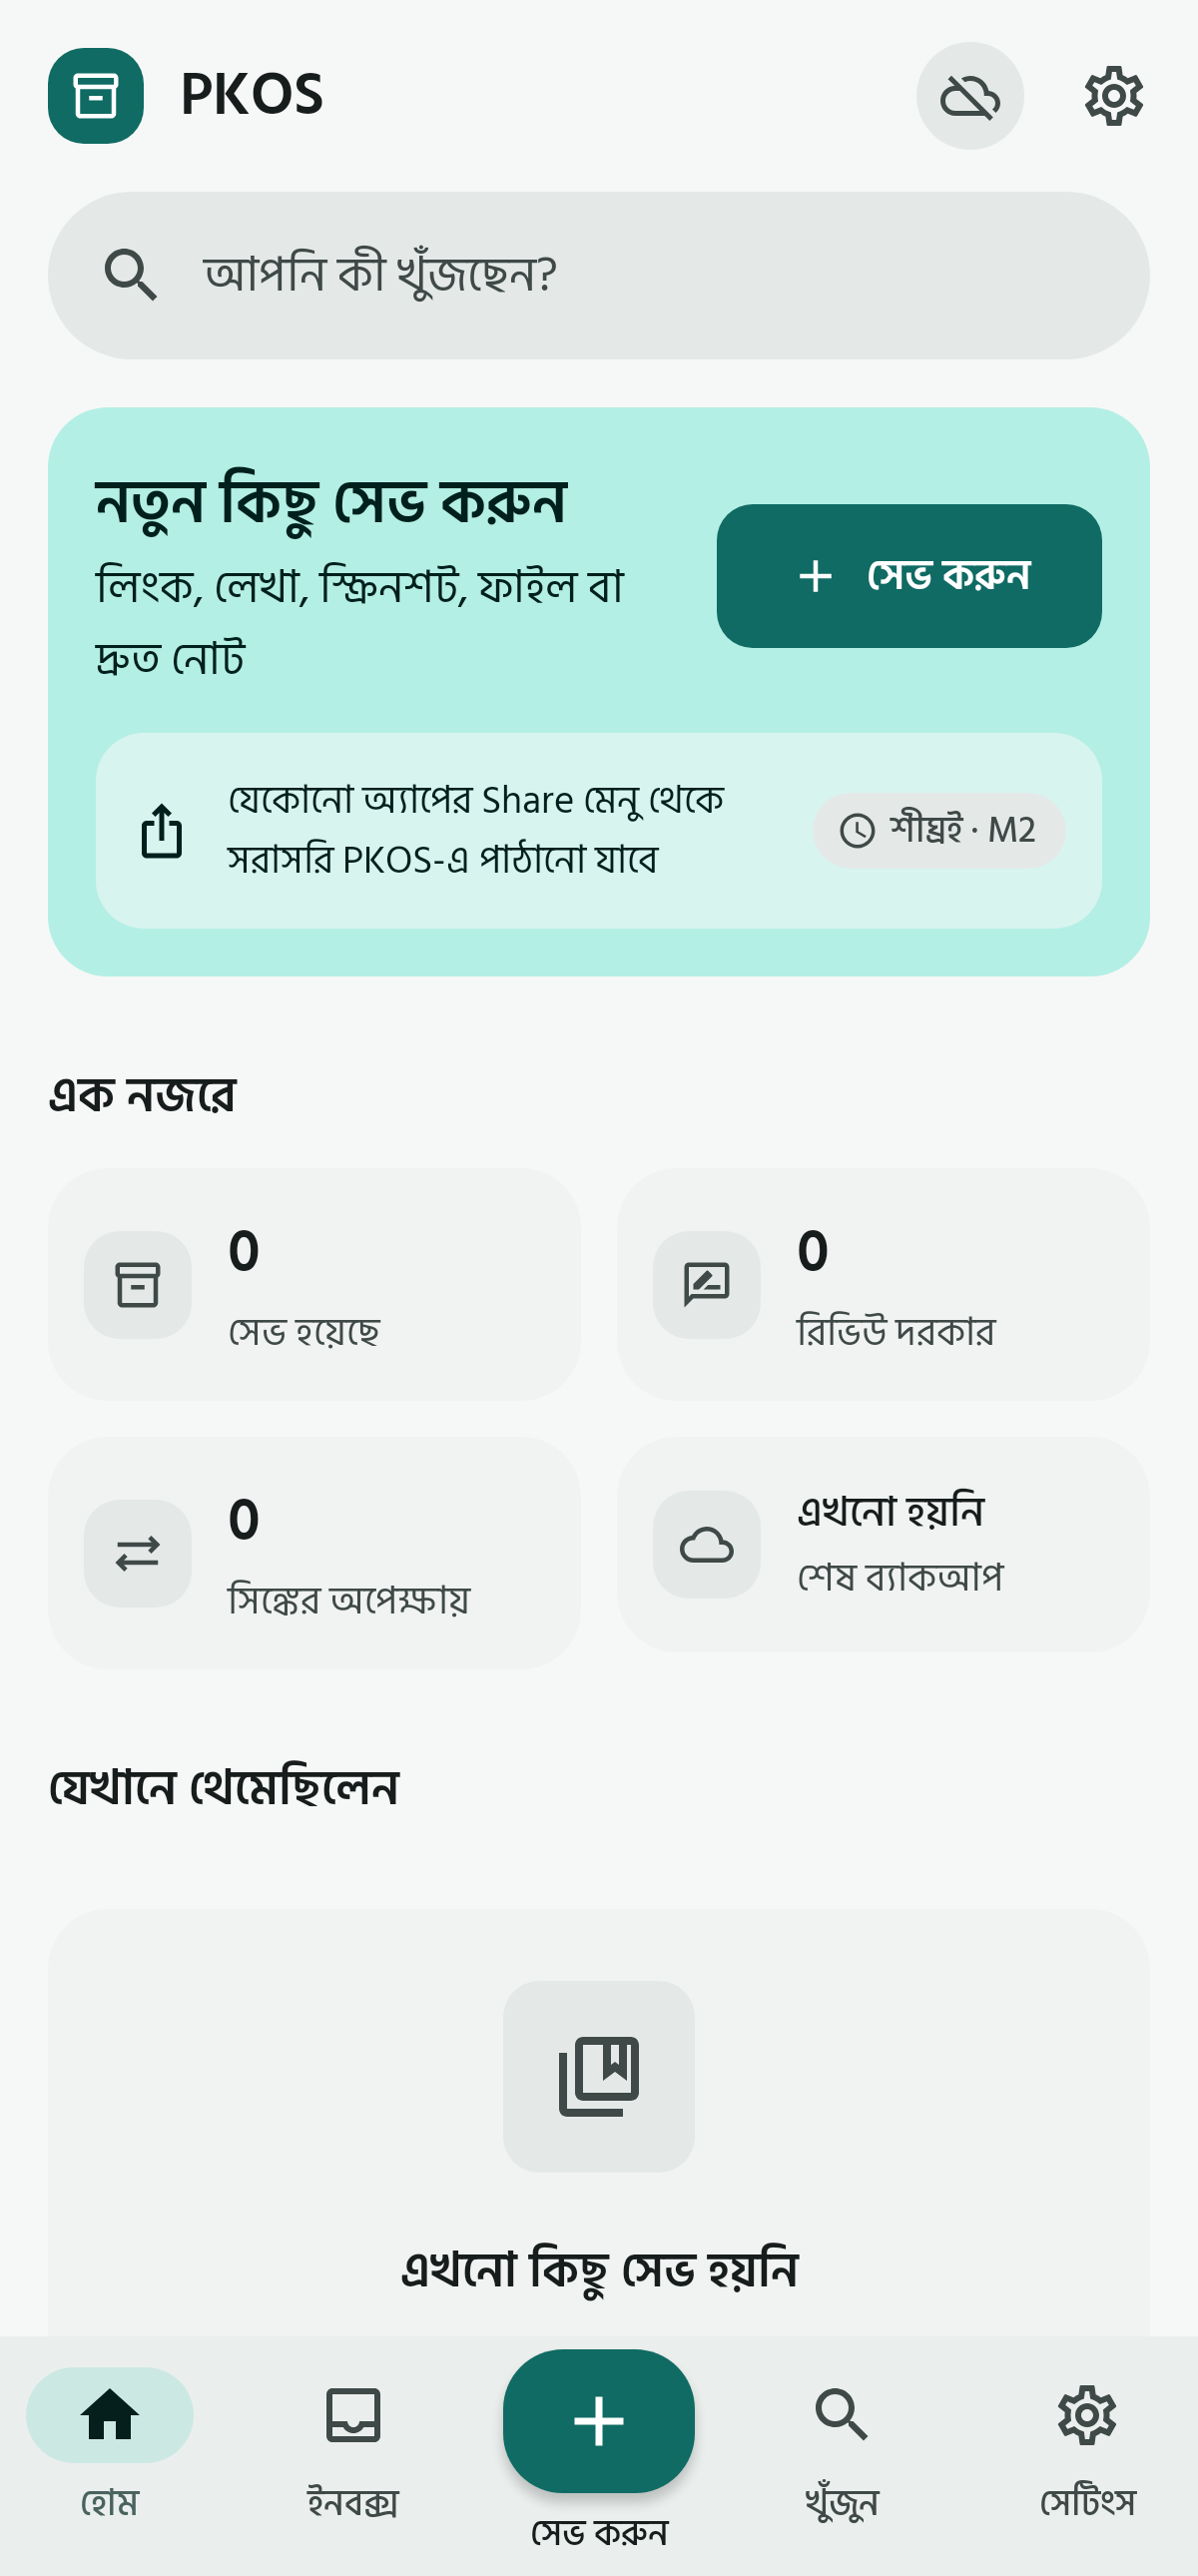 PKOS
আপনি কী খুঁজছেন?
নতুন কিছু সেভ করুন
লিংক, লেখা, স্ক্রিনশট, ফাইল বা
দ্রুত নোট
সেভ করুন
যেকোনো অ্যাপের Share মেনু থেকে
সরাসরি PKOS-এ পাঠানো যাবে
শীঘ্রই · M2
এক নজরে
0
সেভ হয়েছে
0
রিভিউ দরকার
0
সিঙ্কের অপেক্ষায়
এখনো হয়নি
শেষ ব্যাকআপ
যেখানে থেমেছিলেন
এখনো কিছু সেভ হয়নি
হোম
ইনবক্স
সেভ করুন
খুঁজুন
সেটিংস